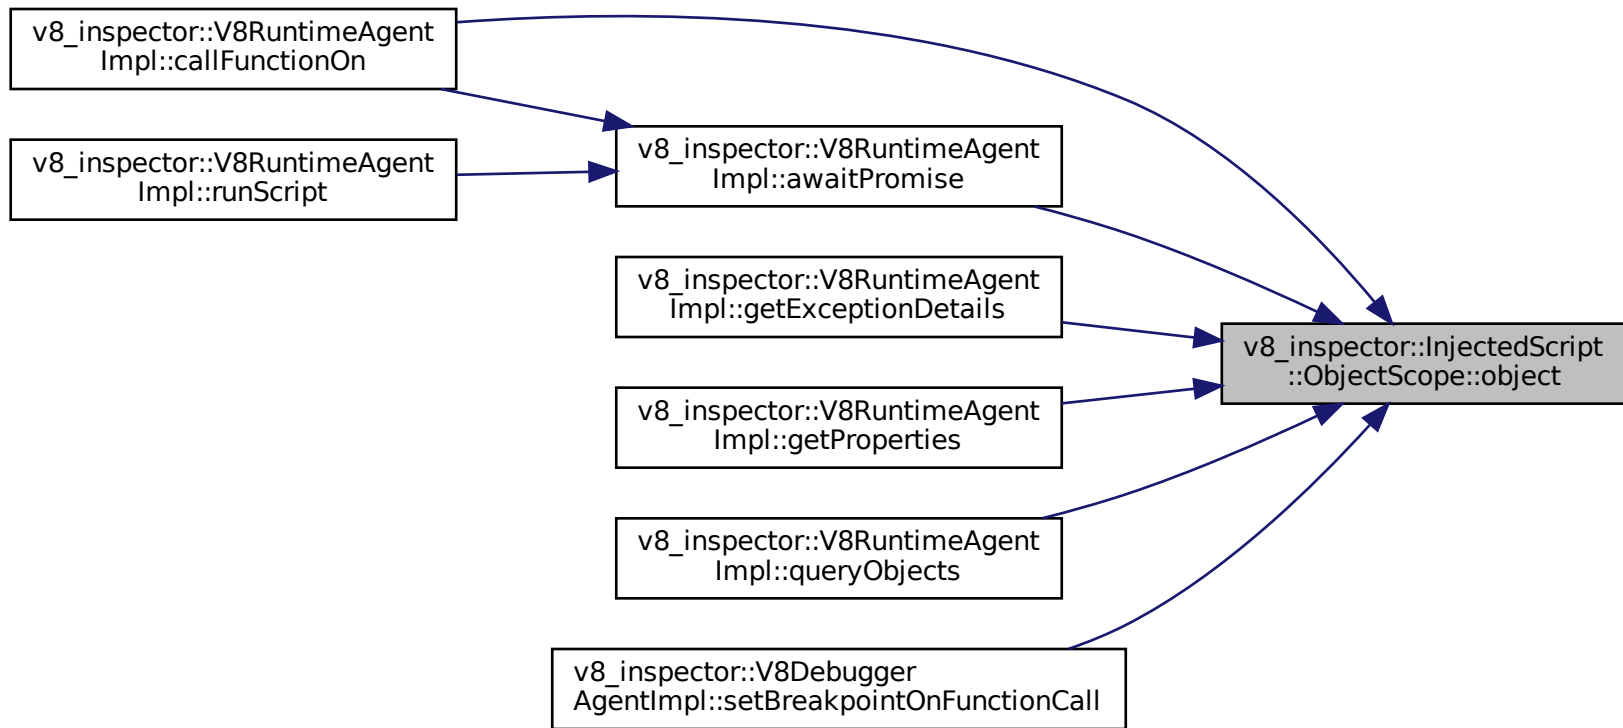 v8_inspector::V8RuntimeAgent
Impl::callFunctionOn
v8_inspector::V8RuntimeAgent
Impl::runScript
v8_inspector::V8RuntimeAgent
Impl::awaitPromise
v8_inspector::V8RuntimeAgent
Impl::getExceptionDetails
v8_inspector::V8RuntimeAgent
Impl::getProperties
v8_inspector::V8RuntimeAgent
Impl::queryObjects
v8_inspector::V8Debugger
AgentImpl::setBreakpointOnFunctionCall
v8_inspector::InjectedScript
::ObjectScope::object